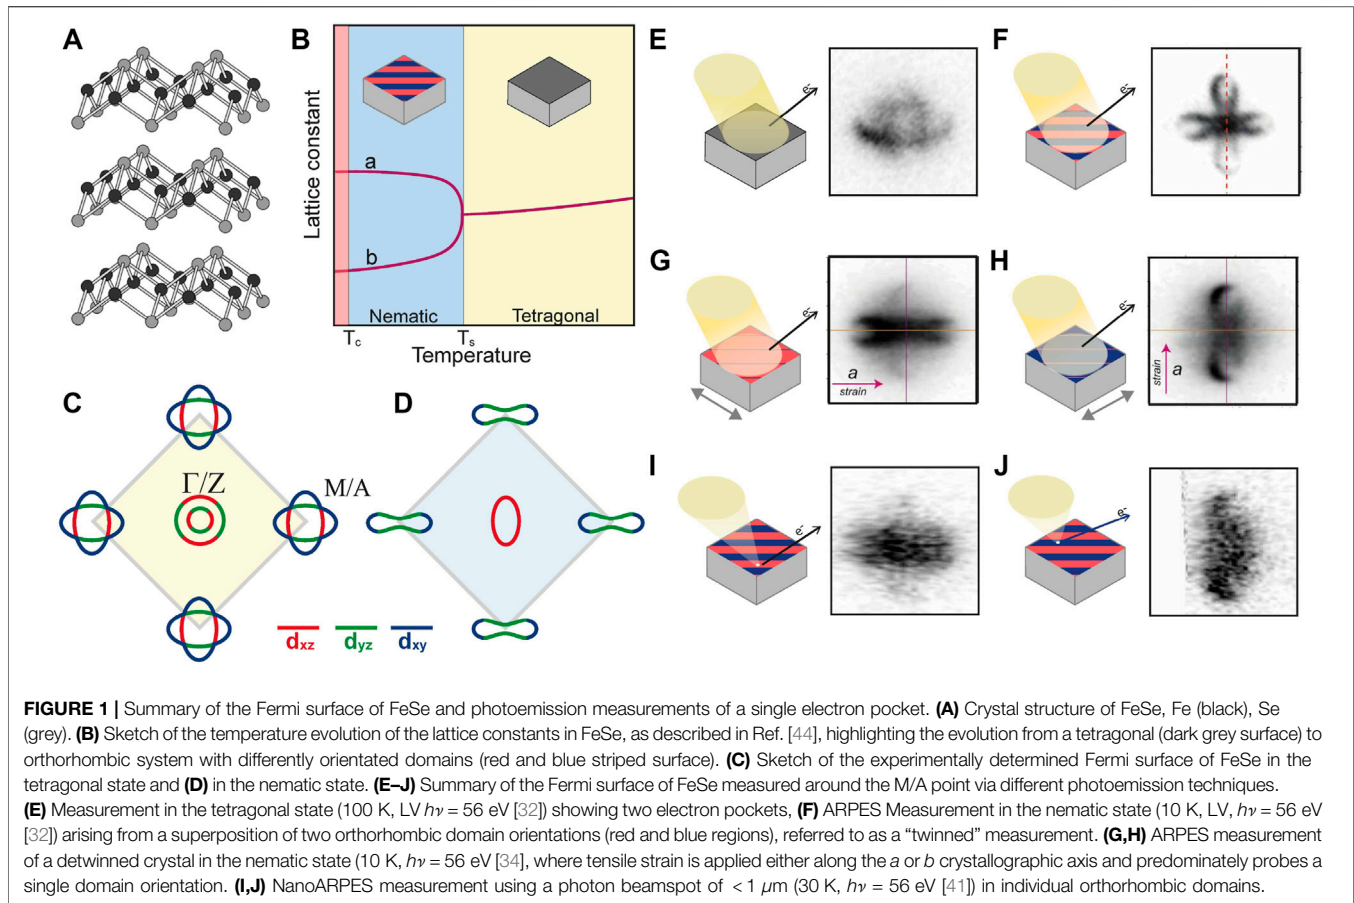 A
B
Lattice constant
a
b
Nematic
Tetragonal
Tc
Ts
Temperature
C
Γ/Z
M/A
D
dxz
dyz
dxy
E
e-
F
e-
G
e-
a
strain
H
e-
strain
a
I
e-
J
e-
FIGURE 1 | Summary of the Fermi surface of FeSe and photoemission measurements of a single electron pocket. (A) Crystal structure of FeSe, Fe (black), Se
(grey). (B) Sketch of the temperature evolution of the lattice constants in FeSe, as described in Ref. [44], highlighting the evolution from a tetragonal (dark grey surface) to
orthorhombic system with differently orientated domains (red and blue striped surface). (C) Sketch of the experimentally determined Fermi surface of FeSe in the
tetragonal state and (D) in the nematic state. (E–J) Summary of the Fermi surface of FeSe measured around the M/A point via different photoemission techniques.
(E) Measurement in the tetragonal state (100 K, LV hν = 56 eV [32]) showing two electron pockets, (F) ARPES Measurement in the nematic state (10 K, LV, hν = 56 eV
[32]) arising from a superposition of two orthorhombic domain orientations (red and blue regions), referred to as a “twinned” measurement. (G,H) ARPES measurement
of a detwinned crystal in the nematic state (10 K, hν = 56 eV [34], where tensile strain is applied either along the a or b crystallographic axis and predominately probes a
single domain orientation. (I,J) NanoARPES measurement using a photon beamspot of < 1 μm (30 K, hν = 56 eV [41]) in individual orthorhombic domains.